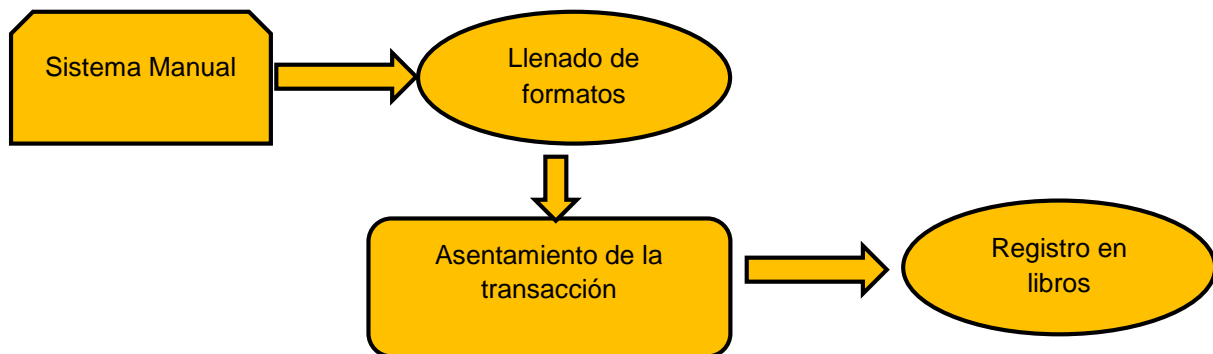 Sistema Manual
Llenado de
formatos
Asentamiento de la
transacción
Registro en
libros